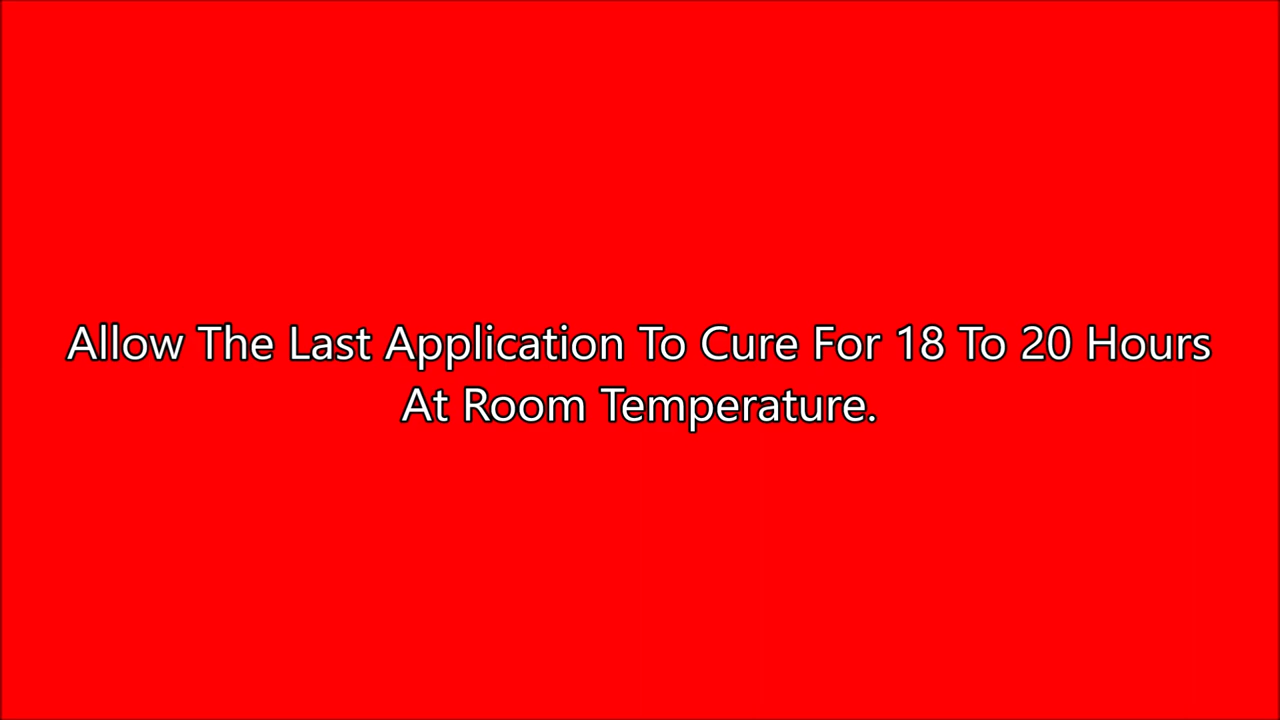 Allow The Last Application To Cure For 18 To 20 Hours
At Room Temperature.